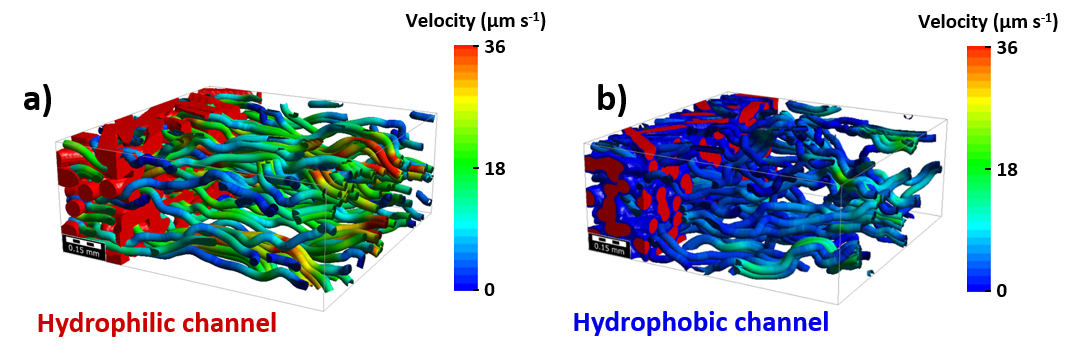 Velocity (µm s-1)
36
18
0
a)
0.15 mm
Hydrophilic channel
Velocity (µm s-1)
36
18
0
b)
0.15 mm
Hydrophobic channel